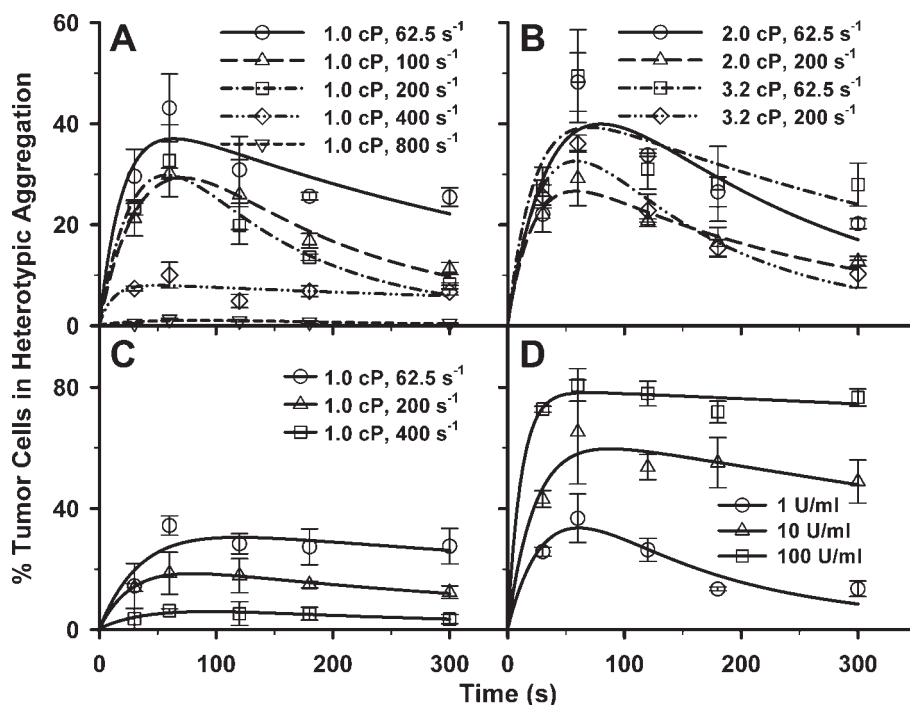 % Tumor Cells in Heterotypic Aggregation
A
1.0 cP, 62.5 s-1
1.0 cP, 100 s-1
1.0 cP, 200 s-1
1.0 cP, 400 s-1
1.0 cP, 800 s-1
60
40
20
0
B
2.0 cP, 62.5 s-1
2.0 cP, 200 s-1
3.2 cP, 62.5 s-1
3.2 cP, 200 s-1
C
1.0 cP, 62.5 s-1
1.0 cP, 200 s-1
1.0 cP, 400 s-1
80
40
0
0 100 200 300
D
1 U/ml
10 U/ml
100 U/ml
0 100 200 300
Time (s)